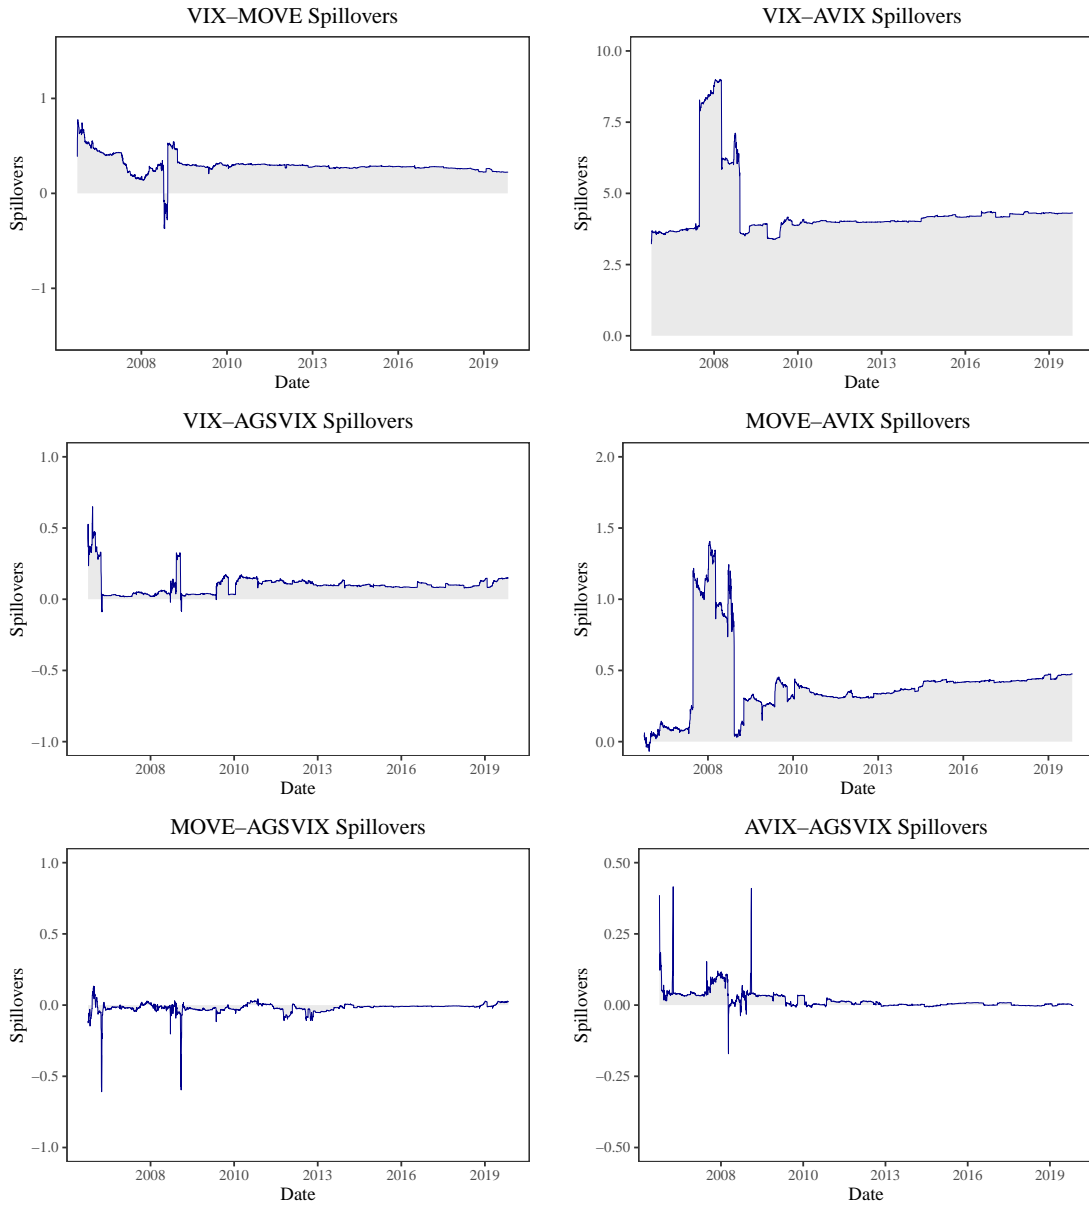 VIX–MOVE Spillovers
Spillovers
1
0
−1
2008 2010 2013 2016 2019
Date
VIX–AVIX Spillovers
Spillovers
10.0
7.5
5.0
2.5
0.0
2008 2010 2013 2016 2019
Date
VIX–AGSVIX Spillovers
Spillovers
1.0
0.5
0.0
−0.5
−1.0
2008 2010 2013 2016 2019
Date
MOVE–AVIX Spillovers
Spillovers
2.0
1.5
1.0
0.5
0.0
2008 2010 2013 2016 2019
Date
MOVE–AGSVIX Spillovers
Spillovers
1.0
0.5
0.0
−0.5
−1.0
2008 2010 2013 2016 2019
Date
AVIX–AGSVIX Spillovers
Spillovers
0.50
0.25
0.00
−0.25
−0.50
2008 2010 2013 2016 2019
Date